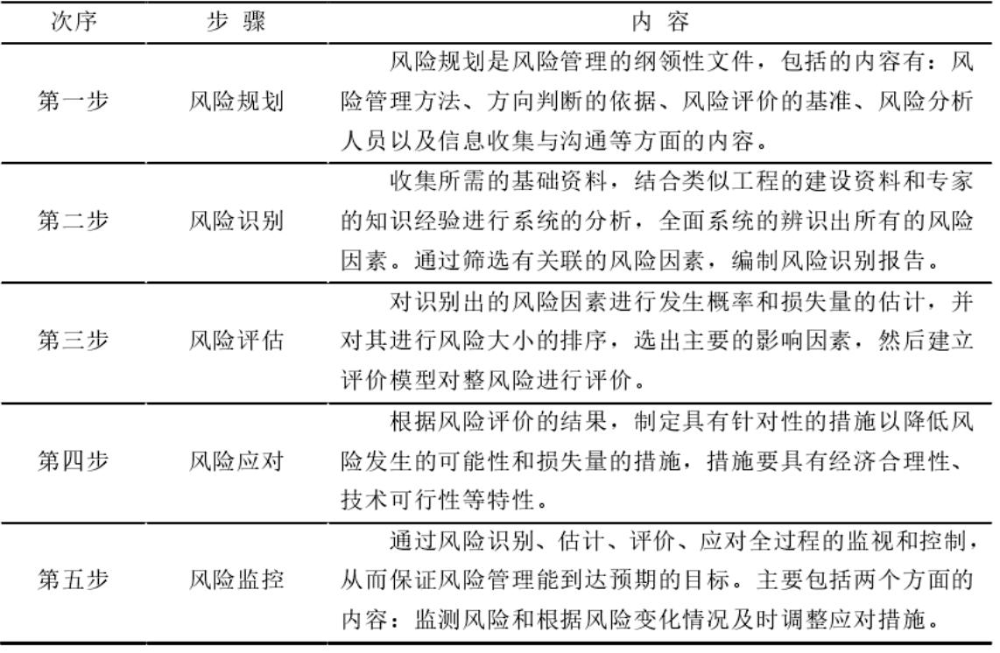 次序 步 骤 内 容
风险规划是风险管理的纲领性文件，包括的内容有：风
第一步 风险规划 险管理方法、方向判断的依据、风险评价的基准、风险分析
人员以及信息收集与沟通等方面的内容。
收集所需的基础资料，结合类似工程的建设资料和专家
第二步 风险识别 的知识经验进行系统的分析，全面系统的辨识出所有的风险
因素。通过筛选有关联的风险因素，编制风险识别报告。
对识别出的风险因素进行发生概率和损失量的估计，并
第三步 风险评估 对其进行风险大小的排序，选出主要的影响因素，然后建立
评价模型对整风险进行评价。
根据风险评价的结果，制定具有针对性的措施以降低风
第四步 风险应对 险发生的可能性和损失量的措施，措施要具有经济合理性、
技术可行性等特性。
通过风险识别、估计、评价、应对全过程的监视和控制，
第五步 风险监控 从而保证风险管理能到达预期的目标。主要包括两个方面的
内容：监测风险和根据风险变化情况及时调整应对措施。